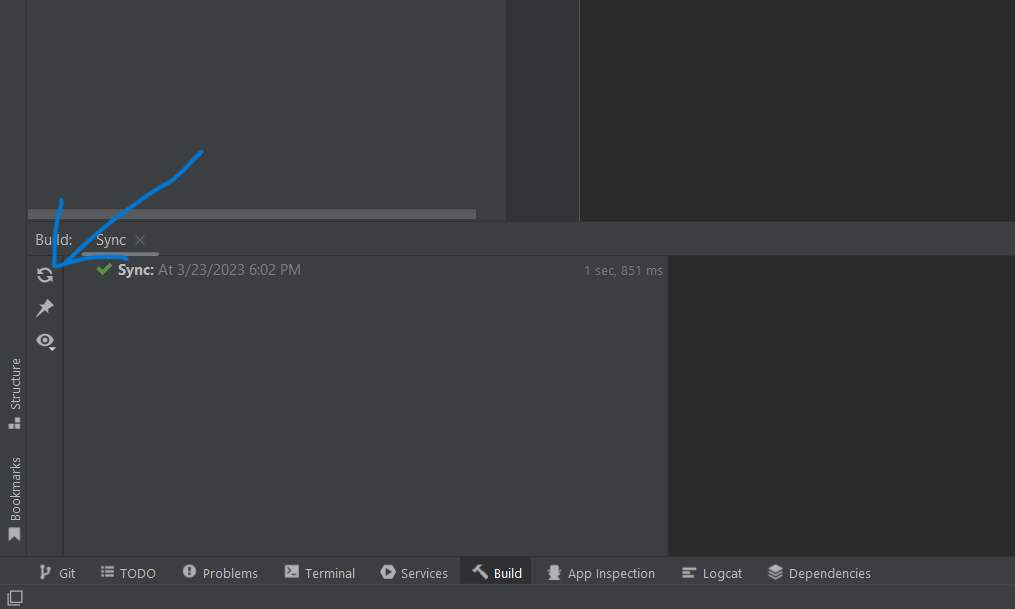 Build: Sync
Sync: At 3/23/2023 6:02 PM 1 sec, 851 ms
Structure
Bookmarks
Git TODO Problems Terminal Services Build App Inspection Logcat Dependencies